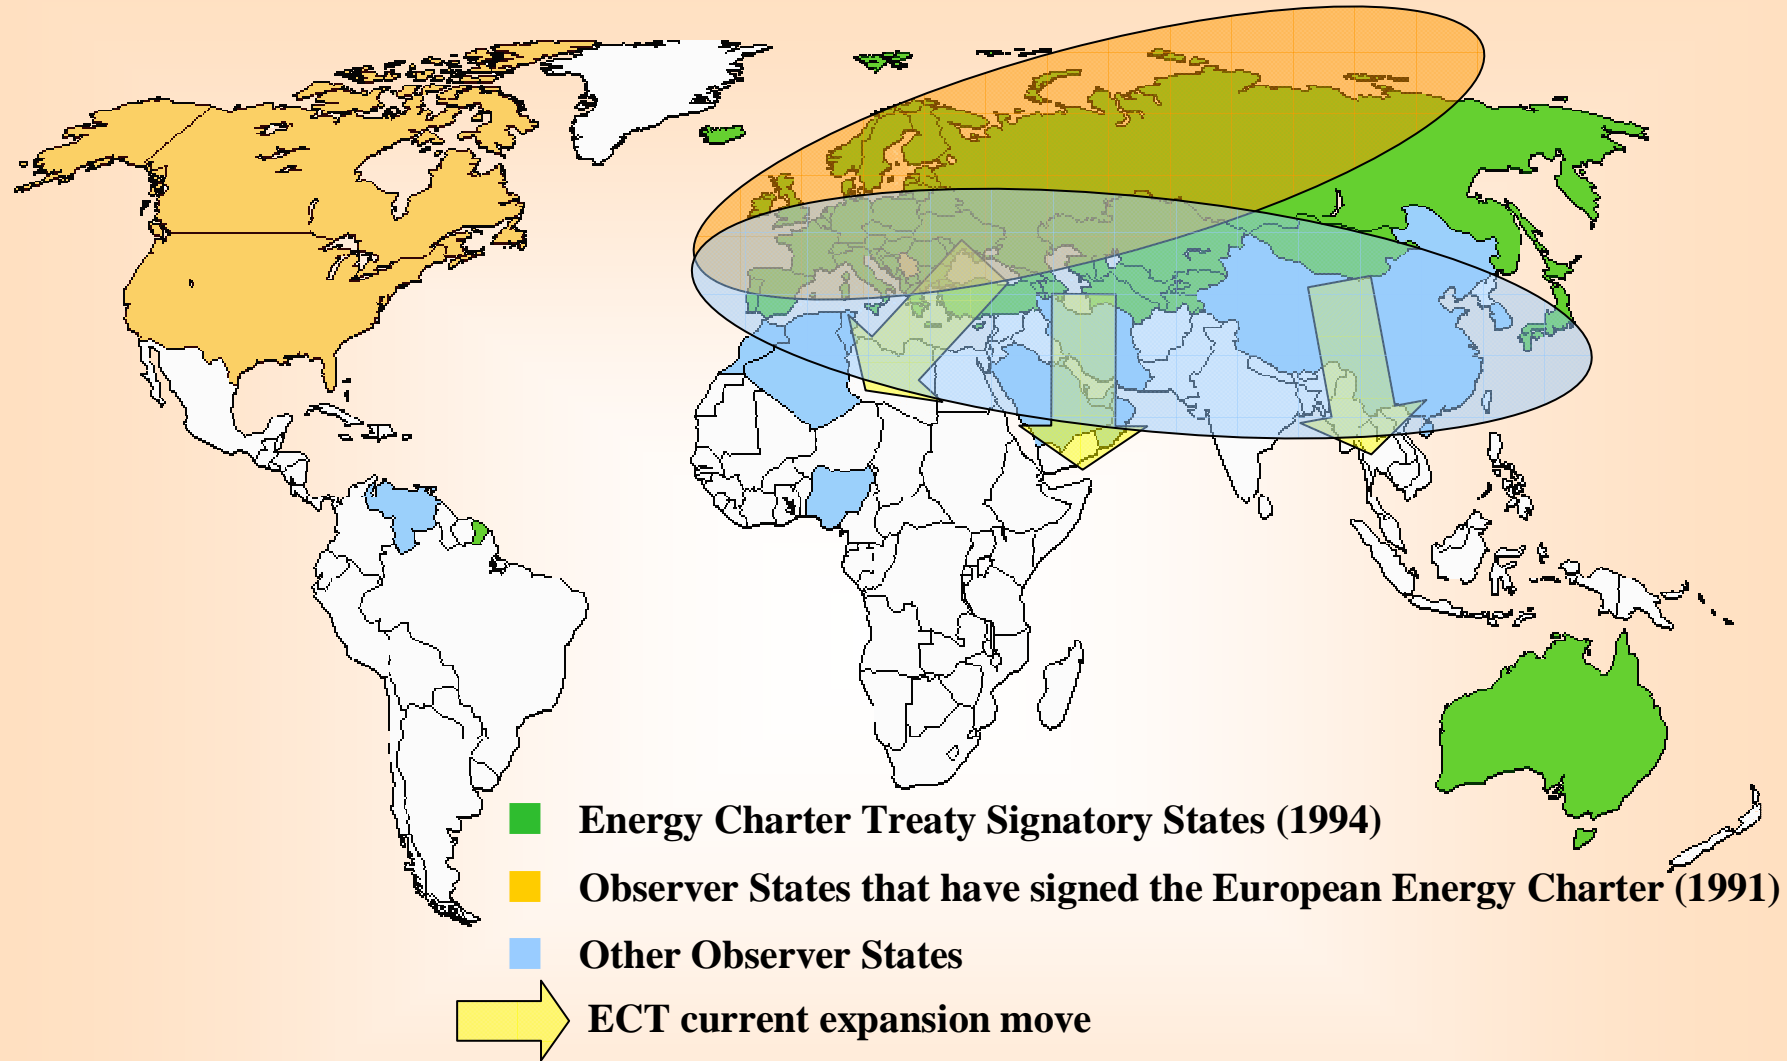 Energy Charter Treaty Signatory States (1994)
Observer States that have signed the European Energy Charter (1991)
Other Observer States
ECT current expansion move